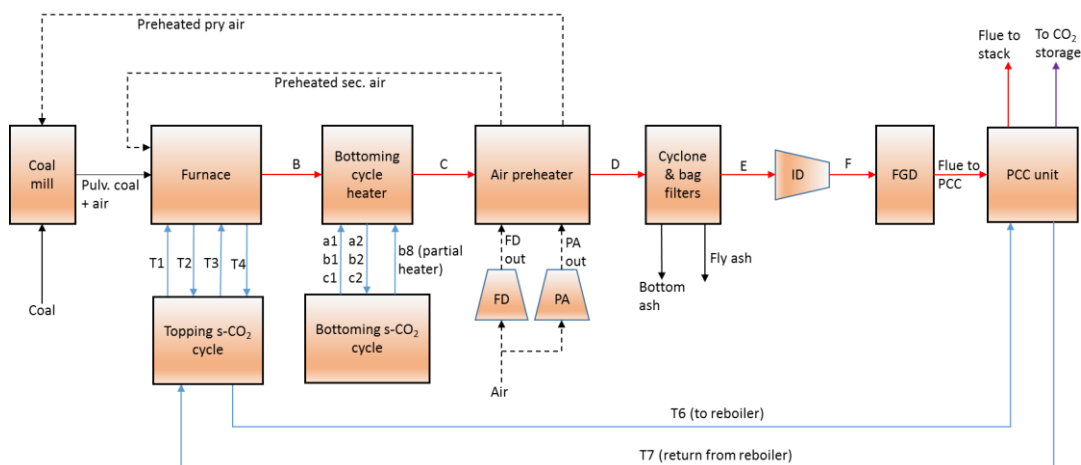 Preheated pry air
Flue to
stack
To CO₂
storage
Preheated sec. air
Coal
mill
Pulv. coal
+ air
Furnace
B
Bottoming
cycle
heater
C
Air preheater
D
Cyclone
& bag
filters
E
ID
F
FGD
Flue to
PCC
PCC unit
T1
T2
T3
T4
a1
b1
c1
a2
b2
c2
b8 (partial
heater)
FD
out
PA
out
Bottom
ash
Fly ash
Coal
Topping s-CO₂
cycle
Bottoming s-CO₂
cycle
FD
PA
Air
T6 (to reboiler)
T7 (return from reboiler)